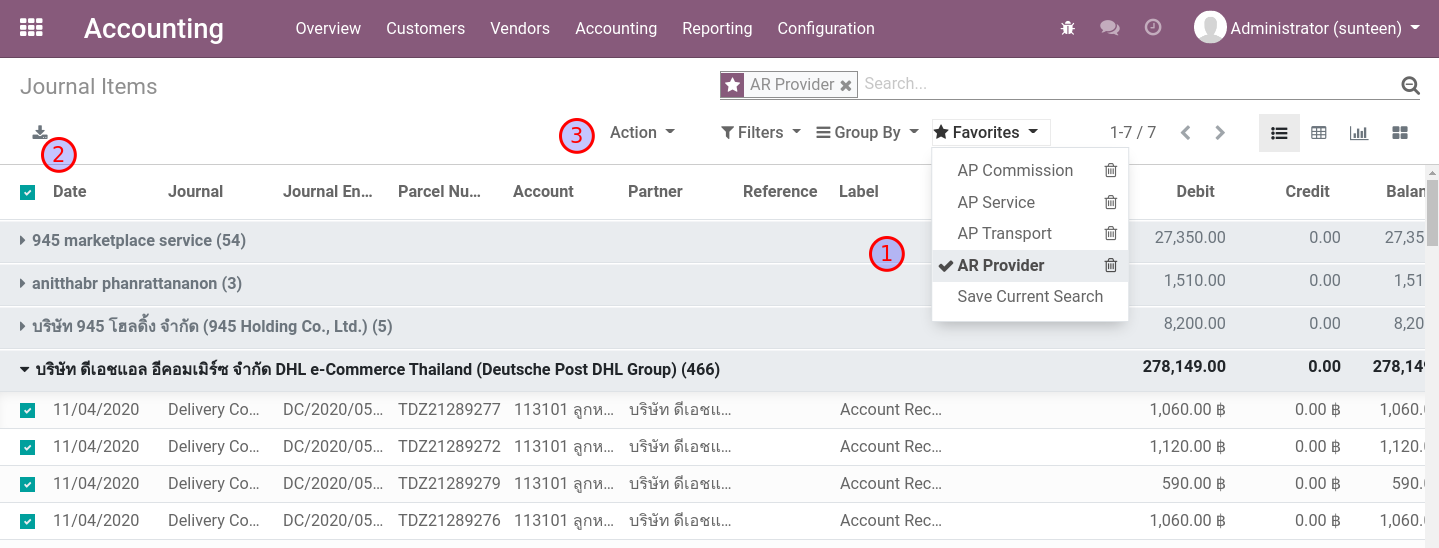 Accounting Overview Customers Vendors Accounting Reporting Configuration Administrator (sunteen)
Journal Items AR Provider Search...
Action Filters Group By Favorites 1-7 / 7
3
2
AP Commission
AP Service
AP Transport
AR Provider
Save Current Search
1
Date Journal Journal En... Parcel Nu... Account Partner Reference Label Debit Credit Balan
945 marketplace service (54) 27,350.00 0.00 27,35
anitthabr phanrattananon (3) 1,510.00 0.00 1,51
บริษัท 945 โฮลดิ้ง จำกัด (945 Holding Co., Ltd.) (5) 8,200.00 0.00 8,20
บริษัท ดีเอชแอล อีคอมเมิร์ซ จำกัด DHL e-Commerce Thailand (Deutsche Post DHL Group) (466) 278,149.00 0.00 278,149
11/04/2020 Delivery Co... DC/2020/05... TDZ21289277 113101 ลูกห... บริษัท ดีเอชแ... Account Rec... 1,060.00 ฿ 0.00 ฿ 1,060.
11/04/2020 Delivery Co... DC/2020/05... TDZ21289272 113101 ลูกห... บริษัท ดีเอชแ... Account Rec... 1,120.00 ฿ 0.00 ฿ 1,120.
11/04/2020 Delivery Co... DC/2020/05... TDZ21289279 113101 ลูกห... บริษัท ดีเอชแ... Account Rec... 590.00 ฿ 0.00 ฿ 590.
11/04/2020 Delivery Co... DC/2020/05... TDZ21289276 113101 ลูกห... บริษัท ดีเอชแ... Account Rec... 1,060.00 ฿ 0.00 ฿ 1,060.